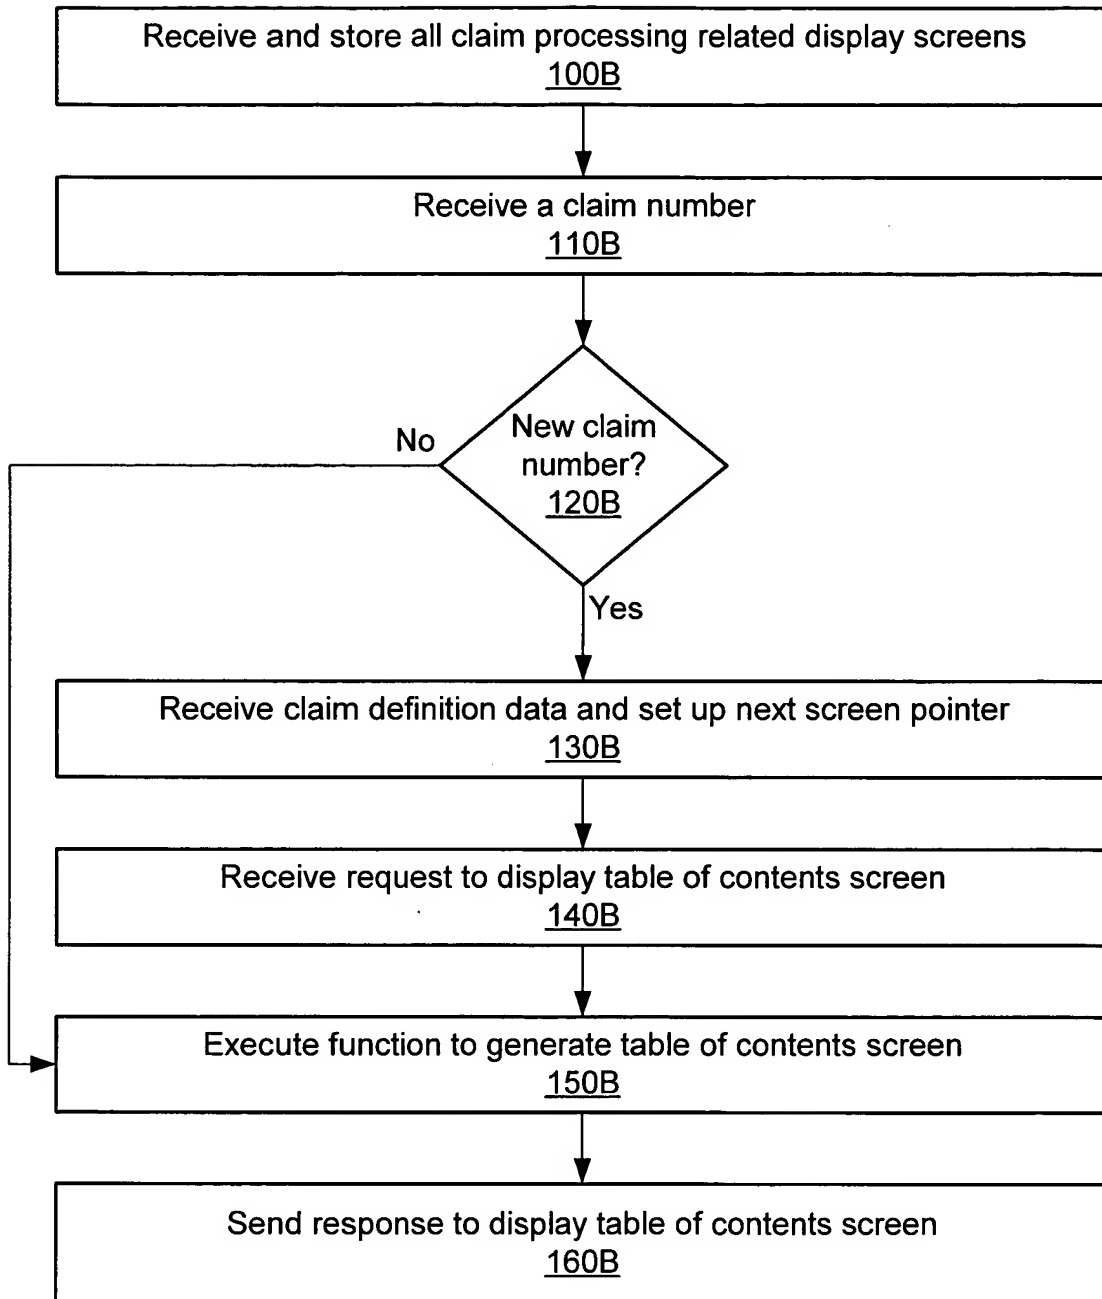 Receive and store all claim processing related display screens
100B
Receive a claim number
110B
No
New claim
number?
120B
Yes
Receive claim definition data and set up next screen pointer
130B
Receive request to display table of contents screen
140B
Execute function to generate table of contents screen
150B
Send response to display table of contents screen
160B